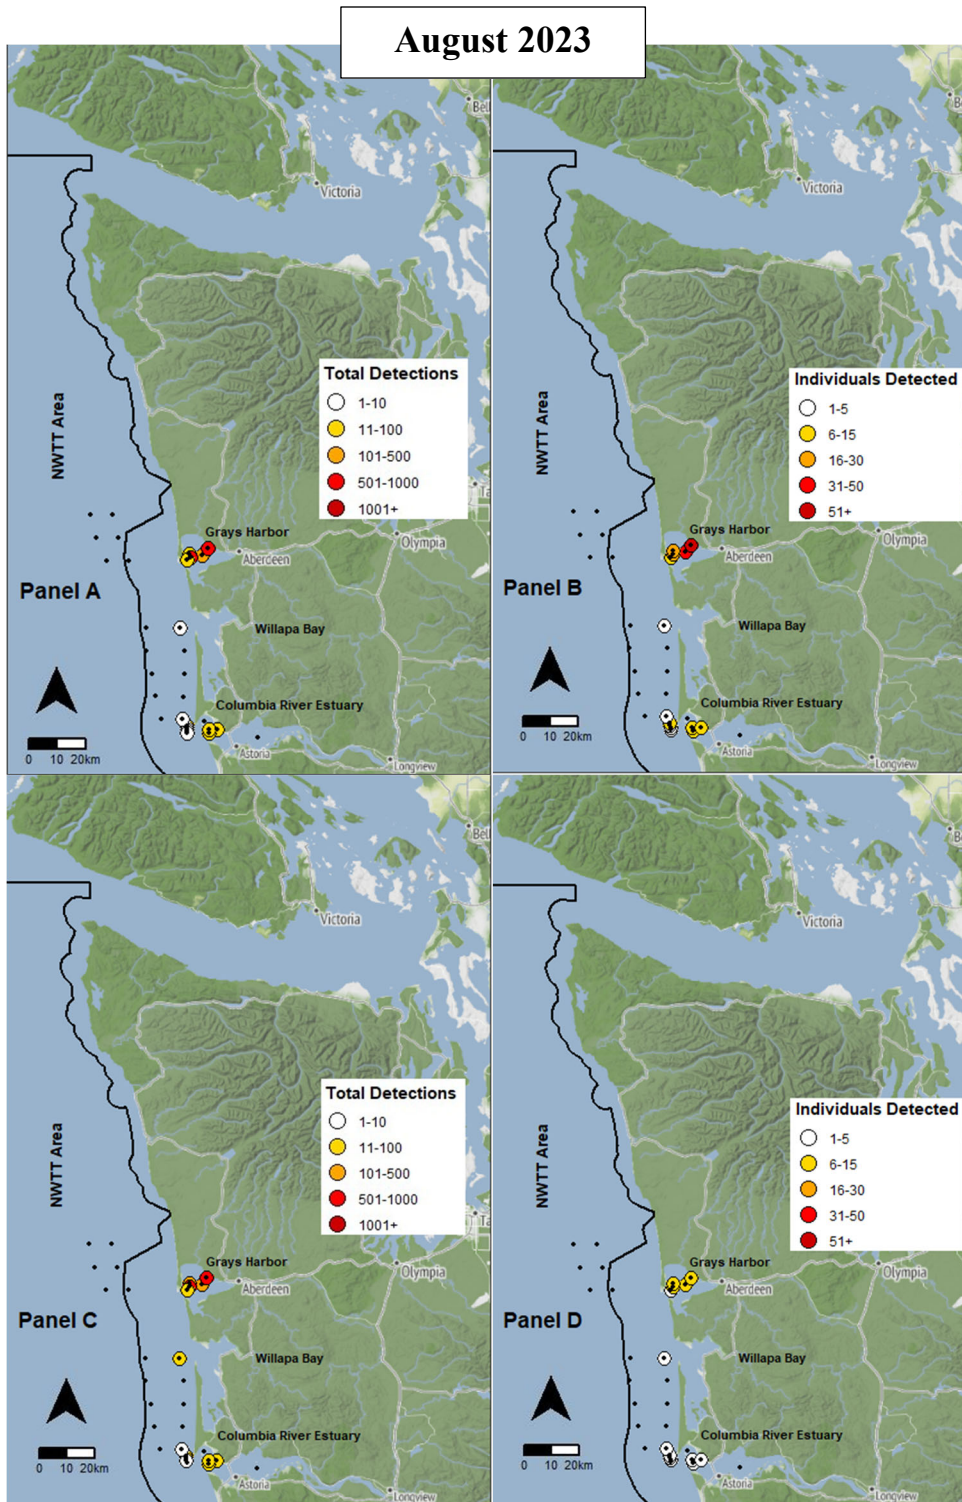 August 2023
Bel
Victoria
NWTT Area
Total Detections
1-10
11-100
101-500
501-1000
1001+
Ta
Grays Harbor
Olympia
Aberdeen
Panel A
Willapa Bay
Columbia River Estuary
Astoria
0 10 20km
Longview
Be
Victoria
NWTT Area
Individuals Detected
1-5
6-15
16-30
31-50
51+
Grays Harbor
Olympia
Aberdeen
Panel B
Willapa Bay
Columbia River Estuary
Astoria
0 10 20km
Longview
Bel
Victoria
NWTT Area
Total Detections
1-10
11-100
101-500
501-1000
1001+
Ta
Grays Harbor
Olympia
Aberdeen
Panel C
Willapa Bay
Columbia River Estuary
Astoria
0 10 20km
Longview
Be
Victoria
NWTT Area
Individuals Detected
1-5
6-15
16-30
31-50
51+
Grays Harbor
Olympia
Aberdeen
Panel D
Willapa Bay
Columbia River Estuary
Astoria
0 10 20km
Longview